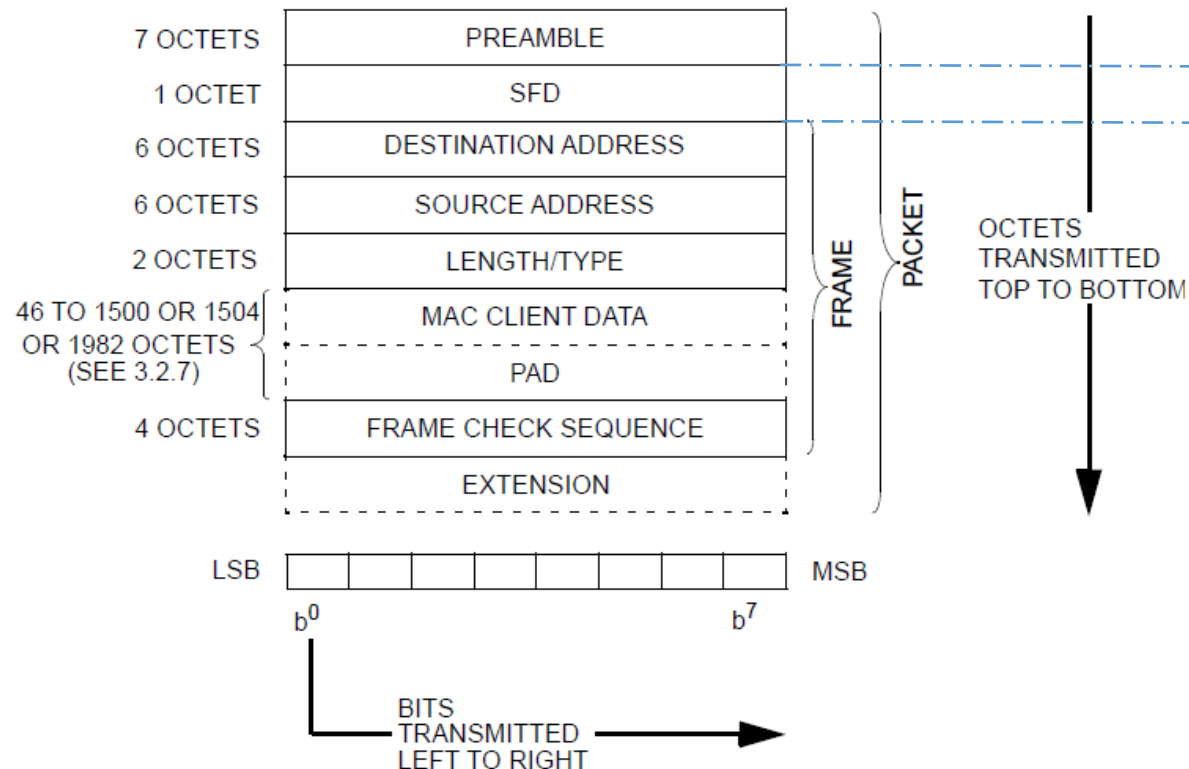 7 OCTETS
PREAMBLE
1 OCTET
SFD
6 OCTETS
DESTINATION ADDRESS
6 OCTETS
SOURCE ADDRESS
2 OCTETS
LENGTH/TYPE
46 TO 1500 OR 1504
OR 1982 OCTETS
(SEE 3.2.7)
MAC CLIENT DATA
PAD
4 OCTETS
FRAME CHECK SEQUENCE
EXTENSION
FRAME
PACKET
OCTETS
TRANSMITTED
TOP TO BOTTOM
LSB
MSB
b0
b7
BITS
TRANSMITTED
LEFT TO RIGHT